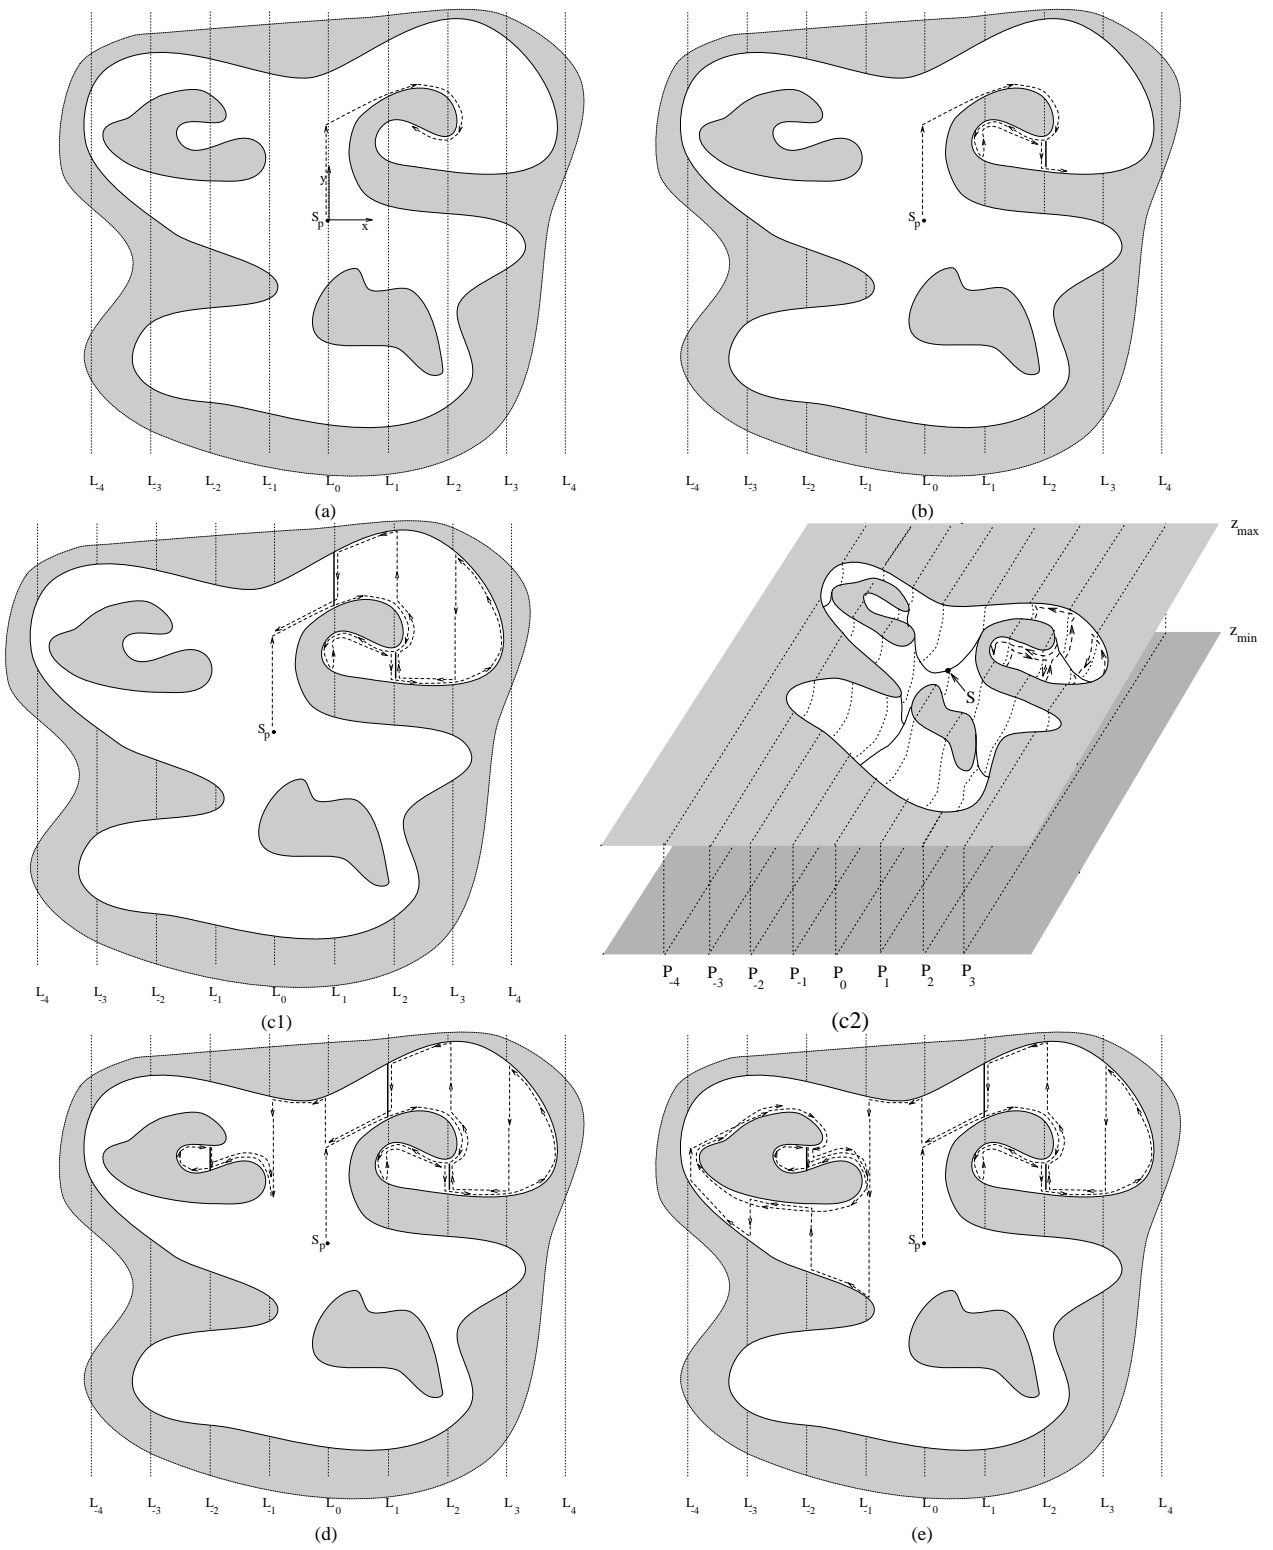 y
S_p
x
S_p
L_-4 L_-3 L_-2 L_-1 L_0 L_1 L_2 L_3 L_4
L_-4 L_-3 L_-2 L_-1 L_0 L_1 L_2 L_3 L_4
(a)
(b)
z_max
z_min
S
S_p
P_-4 P_-3 P_-2 P_-1 P_0 P_1 P_2 P_3
L_-4 L_-3 L_-2 L_-1 L_0 L_1 L_2 L_3 L_4
(c1)
(c2)
S_p
S_p
L_-4 L_-3 L_-2 L_-1 L_0 L_1 L_2 L_3 L_4
L_-4 L_-3 L_-2 L_-1 L_0 L_1 L_2 L_3 L_4
(d)
(e)